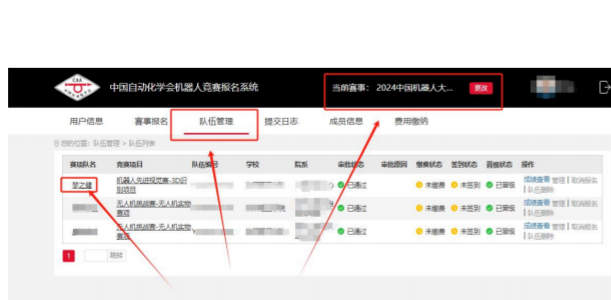 CAA
中国自动化学会机器人竞赛报名系统
当前赛事： 2024中国机器人大...
更改
用户信息 赛事报名 队伍管理 提交日志 成员信息 费用缴纳
您的位置: 队伍管理 > 队伍列表
赛项队名 竞赛项目 队伍编号 学校 院系 审批状态 审批原因 缴费状态 签到状态 晋级状态 操作
梦之雄 机器人先进视觉赛-3D识别项目 已通过 未缴费 未签到 已晋级 成绩查看 管理 | 取消报名 | 队伍删除
无人机挑战赛-无人机实物赛项 已通过 未缴费 未签到 已晋级 成绩查看 管理 | 取消报名 | 队伍删除
无人机挑战赛-无人机实物赛项 已通过 未缴费 未签到 已晋级 成绩查看 管理 | 取消报名 | 队伍删除
1 跳转